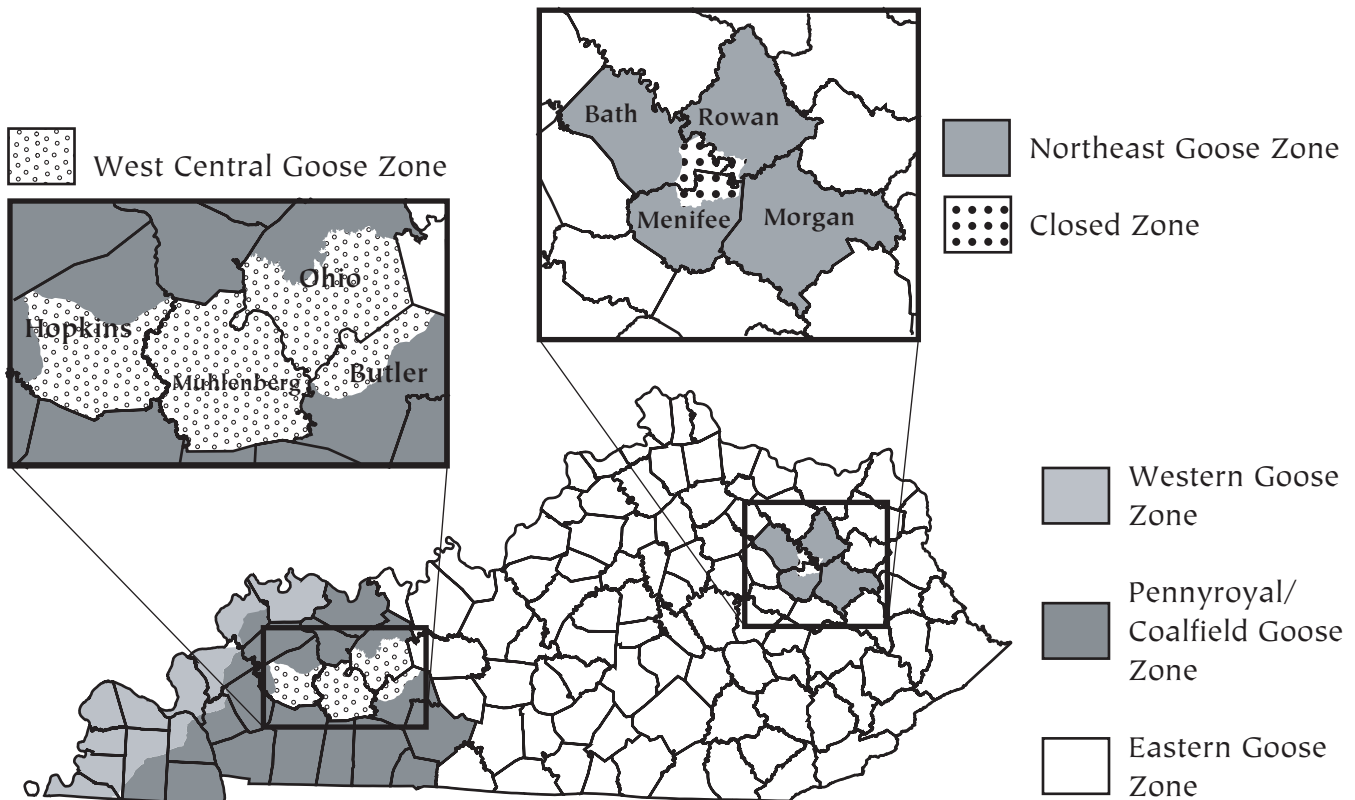 West Central Goose Zone
Ohio
Hopkins
Muhlenberg
Butler
Bath
Rowan
Menifee
Morgan
Northeast Goose Zone
Closed Zone
Western Goose
Zone
Pennyroyal/
Coalfield Goose
Zone
Eastern Goose
Zone